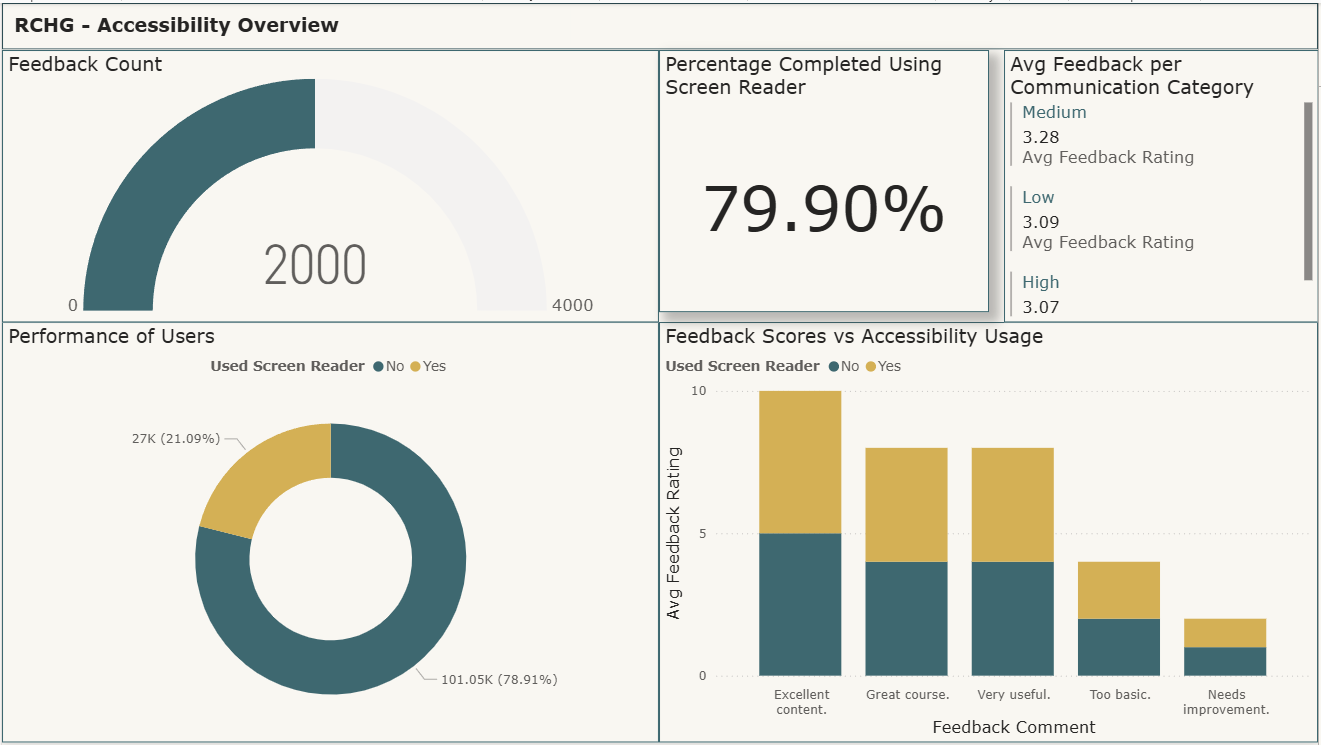 RCHG - Accessibility Overview
Feedback Count
2000
0
4000
Percentage Completed Using
Screen Reader
79.90%
Avg Feedback per
Communication Category
Medium
3.28
Avg Feedback Rating
Low
3.09
Avg Feedback Rating
High
3.07
Performance of Users
Used Screen Reader No Yes
27K (21.09%)
101.05K (78.91%)
Feedback Scores vs Accessibility Usage
Used Screen Reader No Yes
Avg Feedback Rating
10
5
0
Excellent
content.
Great course.
Very useful.
Too basic.
Needs
improvement.
Feedback Comment